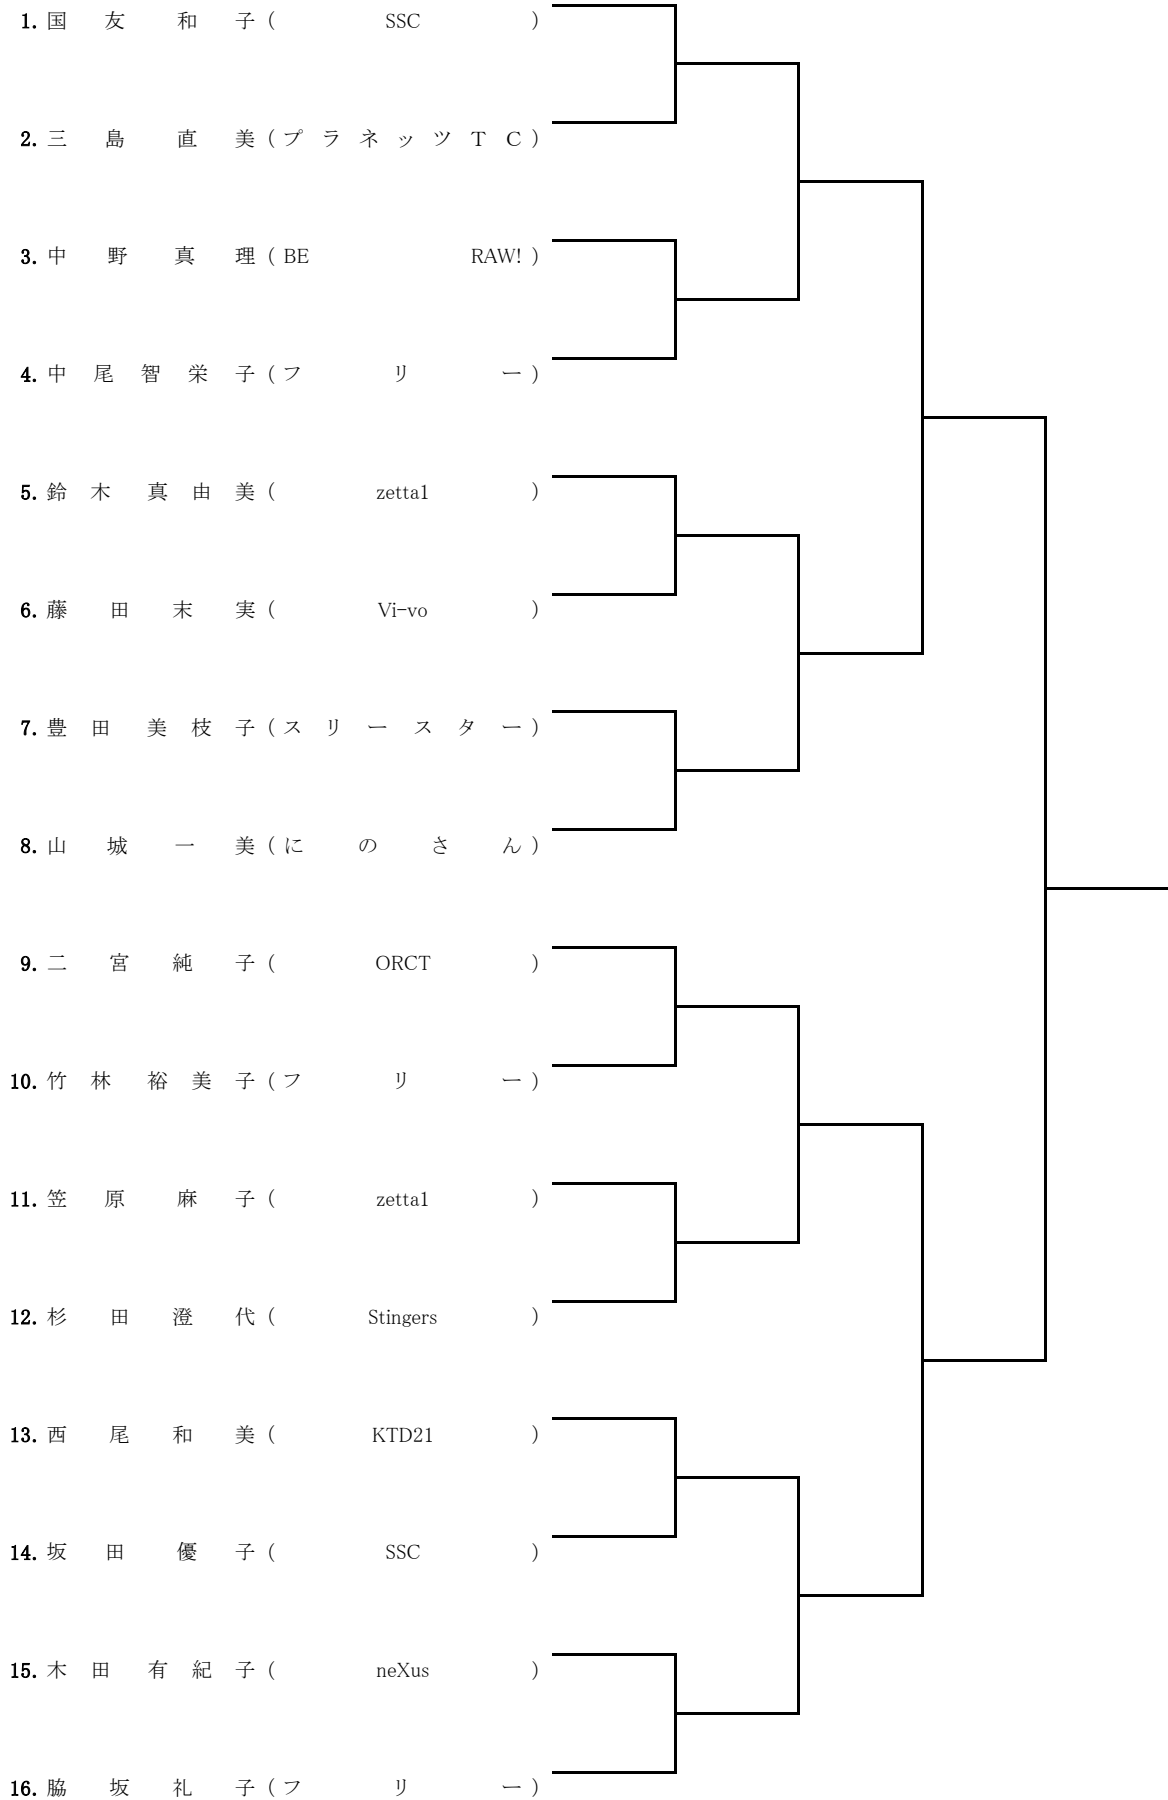 1. 国友 和子 ( SSC )
2. 三島 直美 ( プラネッツTC )
3. 中野 真理 ( BE RAW! )
4. 中尾智栄子 ( フリー )
5. 鈴木 真由美 ( zetta1 )
6. 藤田末実 ( Vi-vo )
7. 豊田 美枝子 ( スリースター )
8. 山城 一美 ( にのさん )
9. 二宮純子 ( ORCT )
10. 竹林 裕美子 ( フリー )
11. 笠原 麻子 ( zetta1 )
12. 杉田澄代 ( Stingers )
13. 西尾和美 ( KTD21 )
14. 坂田 優子 ( SSC )
15. 木田 有紀子 ( neXus )
16. 脇坂礼子 ( フリー )